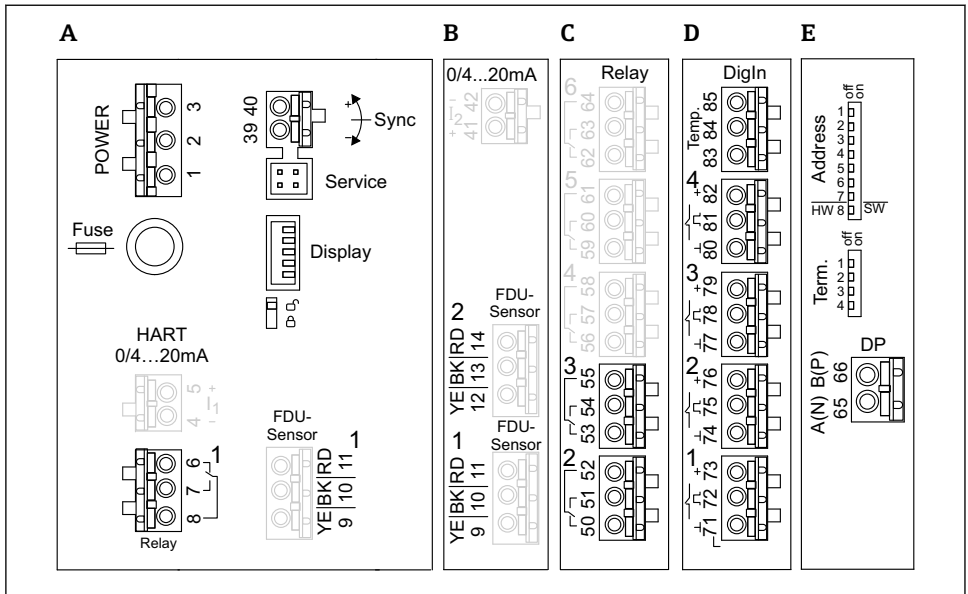 A
B
C
D
E
POWER
3
2
1
39 40
+
−
Sync
Service
Fuse
Display
HART
0/4...20mA
5 +
4 −
I1
6
7
8
1
Relay
FDU-
Sensor
1
YE|BK|RD
9 |10| 11
0/4...20mA
− 42
I2
+ 41
FDU-
Sensor
2
YE|BK|RD
12|13|14
FDU-
Sensor
1
YE|BK|RD
9 |10| 11
Relay
6
64
63
62
5
61
60
59
4
58
57
56
3
55
54
53
2
52
51
50
DigIn
Temp.
85
84
83
4
+ 82
81
80
3
+ 79
78
77
2
+ 76
75
74
1
+ 73
72
71
off
on
Address
1
2
3
4
5
6
7
HW 8 SW
off
on
Term.
1
2
3
4
DP
A(N) B(P)
65 66